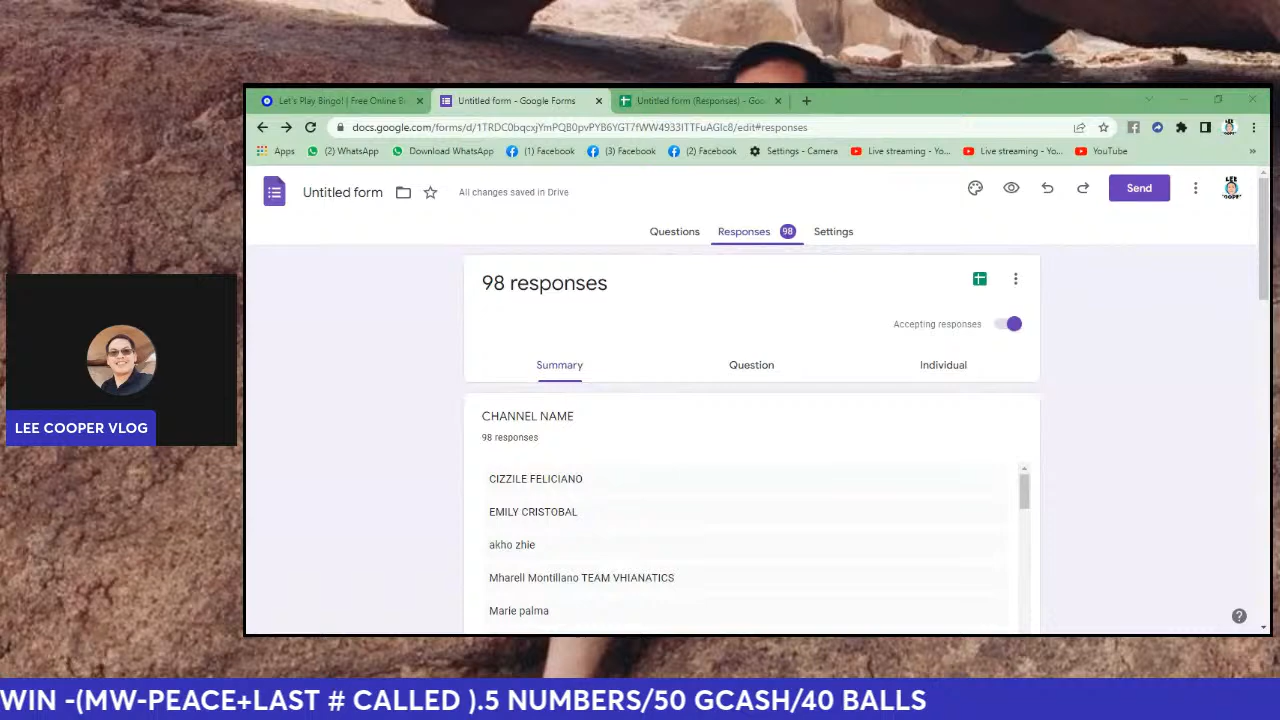 Let's Play Bingo! | Free Online B
Untitled form - Google Forms
Untitled form (Responses) - Goo
docs.google.com/forms/d/1TRDC0bqcxjYmPQB0pvPYB6YGT7fWW4933ITTFuAGlc8/edit#responses
Apps
(2) WhatsApp
Download WhatsApp
(1) Facebook
(3) Facebook
(2) Facebook
Settings - Camera
Live streaming - Yo...
Live streaming - Yo...
YouTube
»
Untitled form
All changes saved in Drive
Send
LEE
Questions
Responses 98
Settings
98 responses
Accepting responses
Summary
Question
Individual
CHANNEL NAME
98 responses
CIZZILE FELICIANO
EMILY CRISTOBAL
akho zhie
Mharell Montillano TEAM VHIANATICS
Marie palma
LEE COOPER VLOG
WIN -(MW-PEACE+LAST # CALLED ).5 NUMBERS/50 GCASH/40 BALLS